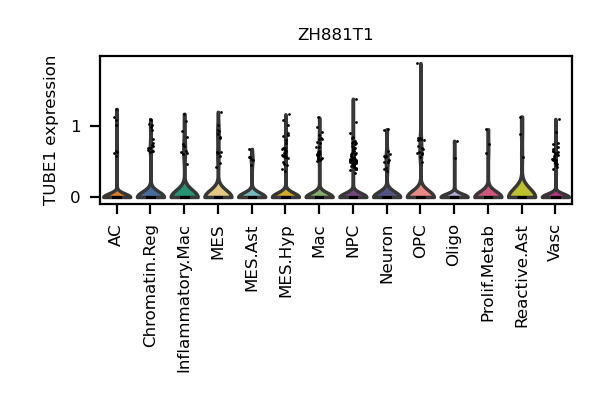 ZH881T1
TUBE1 expression
1
0
AC
Chromatin.Reg
Inflammatory.Mac
MES
MES.Ast
MES.Hyp
Mac
NPC
Neuron
OPC
Oligo
Prolif.Metab
Reactive.Ast
Vasc